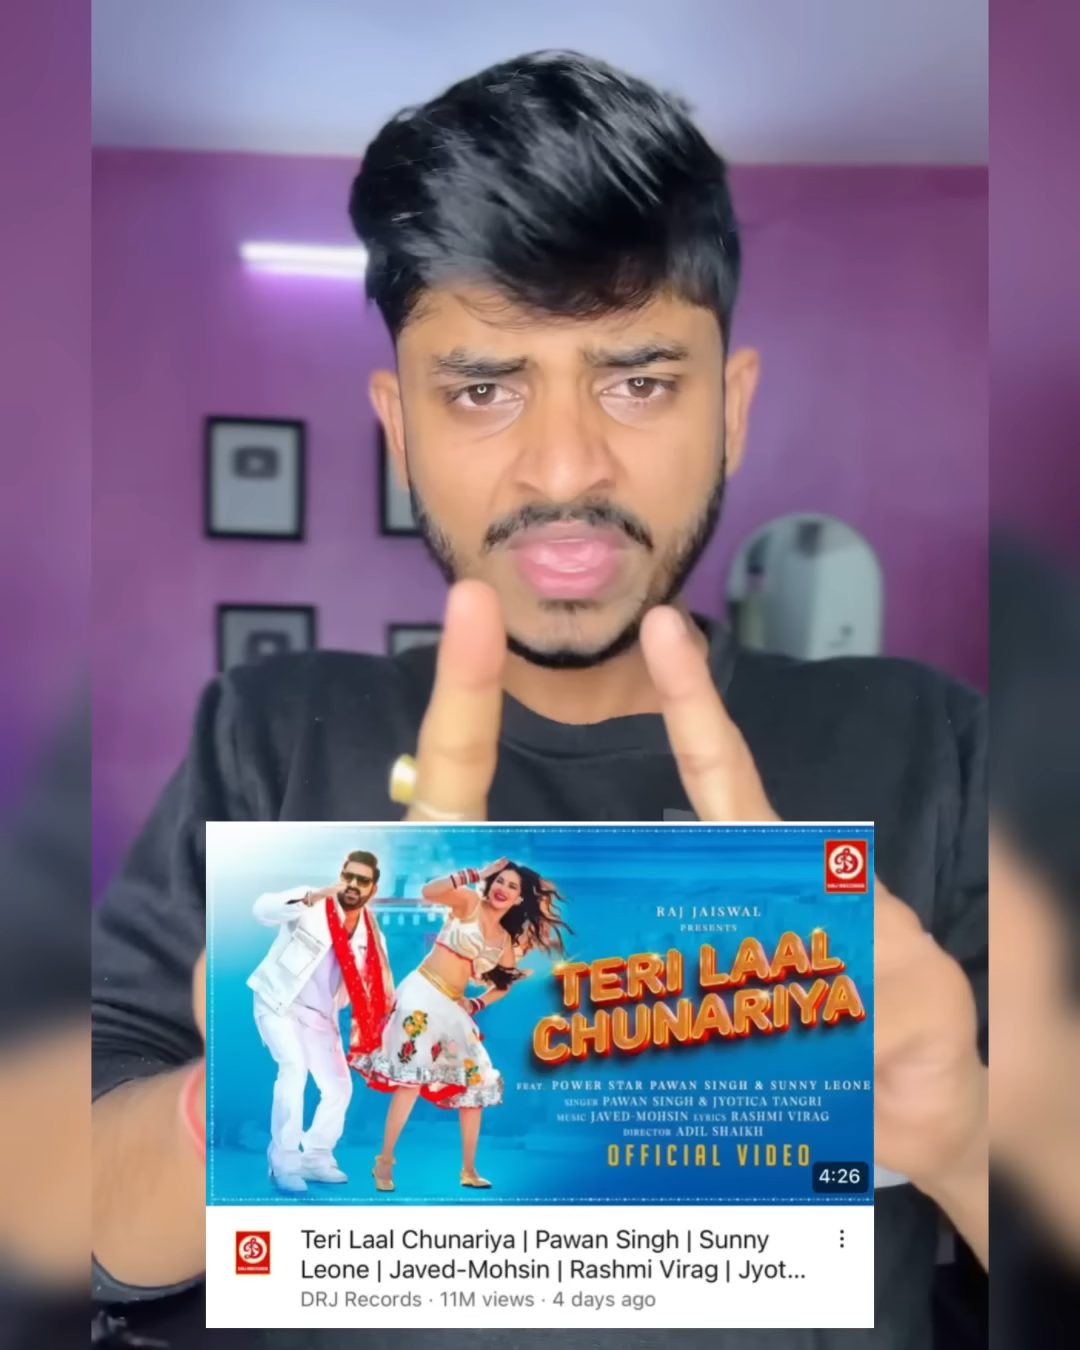 DRJ RECORDS
RAJ JAISWAL
PRESENTS
TERI LAAL
CHUNARIYA
FEAT. POWER STAR PAWAN SINGH & SUNNY LEONE
SINGER PAWAN SINGH & JYOTICA TANGRI
MUSIC JAVED-MOHSIN LYRICS RASHMI VIRAG
DIRECTOR ADIL SHAIKH
OFFICIAL VIDEO
4:26
Teri Laal Chunariya | Pawan Singh | Sunny
Leone | Javed-Mohsin | Rashmi Virag | Jyot...
DRJ Records · 11M views · 4 days ago